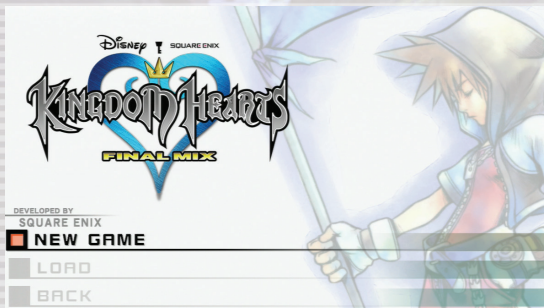 Disney SQUARE ENIX
KINGDOM HEARTS
FINAL MIX
DEVELOPED BY
SQUARE ENIX
NEW GAME
LOAD
BACK